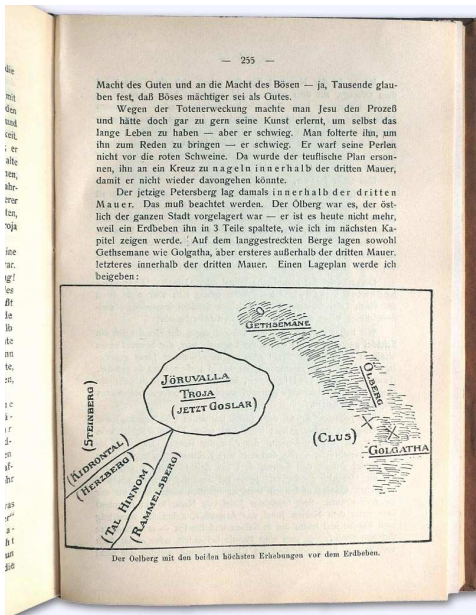 — 255 —
Macht des Guten und an die Macht des Bösen — ja, Tausende glau-
ben fest, daß Böses mächtiger sei als Gutes.
Wegen der Totenerweckung machte man Jesu den Prozeß
und hätte doch gar zu gern seine Kunst erlernt, um selbst das
lange Leben zu haben — aber er schwieg. Man folterte ihn, um
ihn zum Reden zu bringen — er schwieg. Er warf seine Perlen
nicht vor die roten Schweine. Da wurde der teuflische Plan erson-
nen, ihn an ein Kreuz zu nageln innerhalb der dritten Mauer,
damit er nicht wieder davongehen könnte.
Der jetzige Petersberg lag damals innerhalb der dritten
Mauer. Das muß beachtet werden. Der Ölberg war es, der öst-
lich der ganzen Stadt vorgelagert war — er ist es heute nicht mehr,
weil ein Erdbeben ihn in 3 Teile spaltete, wie ich im nächsten Ka-
pitel zeigen werde. Auf dem langgestreckten Berge lagen sowohl
Gethsemane wie Golgatha, aber ersteres außerhalb der dritten Mauer,
letzteres innerhalb der dritten Mauer. Einen Lageplan werde ich
beigeben:
GETHSEMANE
ÖLBERG
JÖRUVALLA
TROJA
(JETZT GOSLAR)
(CLUS)
GOLGATHA
(STEINBERG)
(KIDRONTAL)
(HERZBERG)
(TAL HINNOM)
(RAMMELSBERG)
Der Oelberg mit den beiden höchsten Erhebungen vor dem Erdbeben.